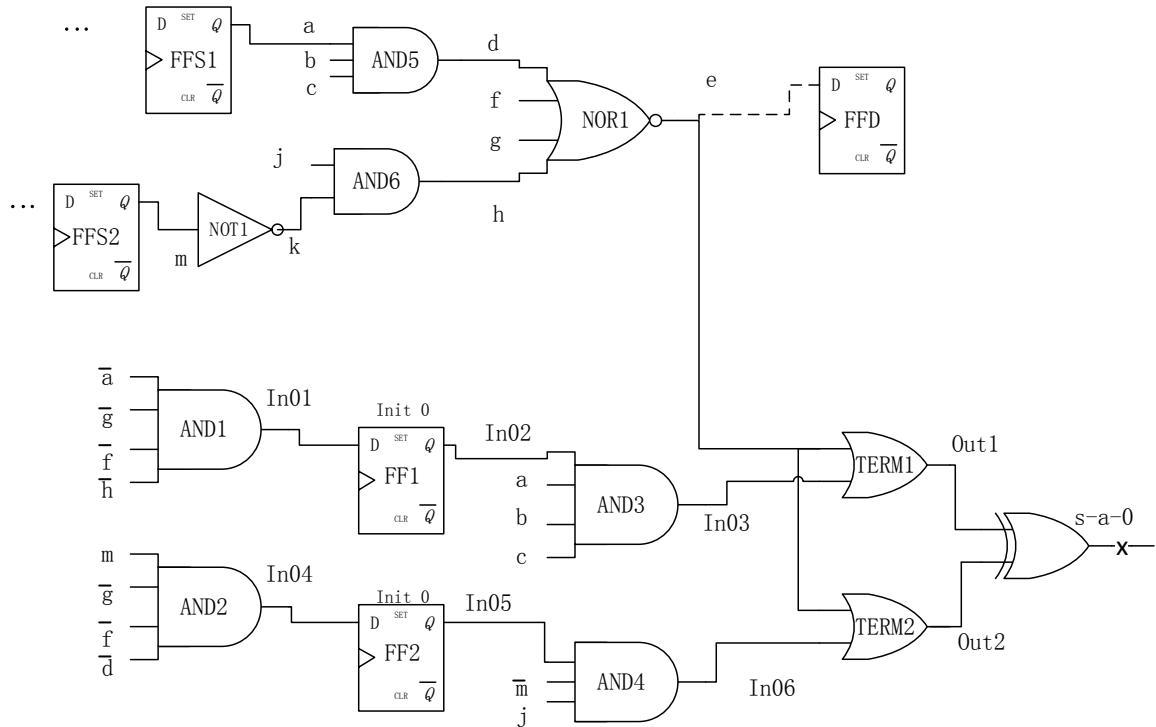 ...
D SET Q
FFS1
CLR Q̅
a
b
c
AND5
d
f
g
NOR1
e
D SET Q
FFD
CLR Q̅
...
D SET Q
FFS2
CLR Q̅
m
NOT1
k
j
AND6
h
a̅
g̅
f̅
h̅
AND1
In01
Init 0
D SET Q
FF1
CLR Q̅
In02
a
b
c
AND3
In03
TERM1
Out1
s-a-0
x
m
g̅
f̅
d̅
AND2
In04
Init 0
D SET Q
FF2
CLR Q̅
In05
m̅
j
AND4
In06
TERM2
Out2